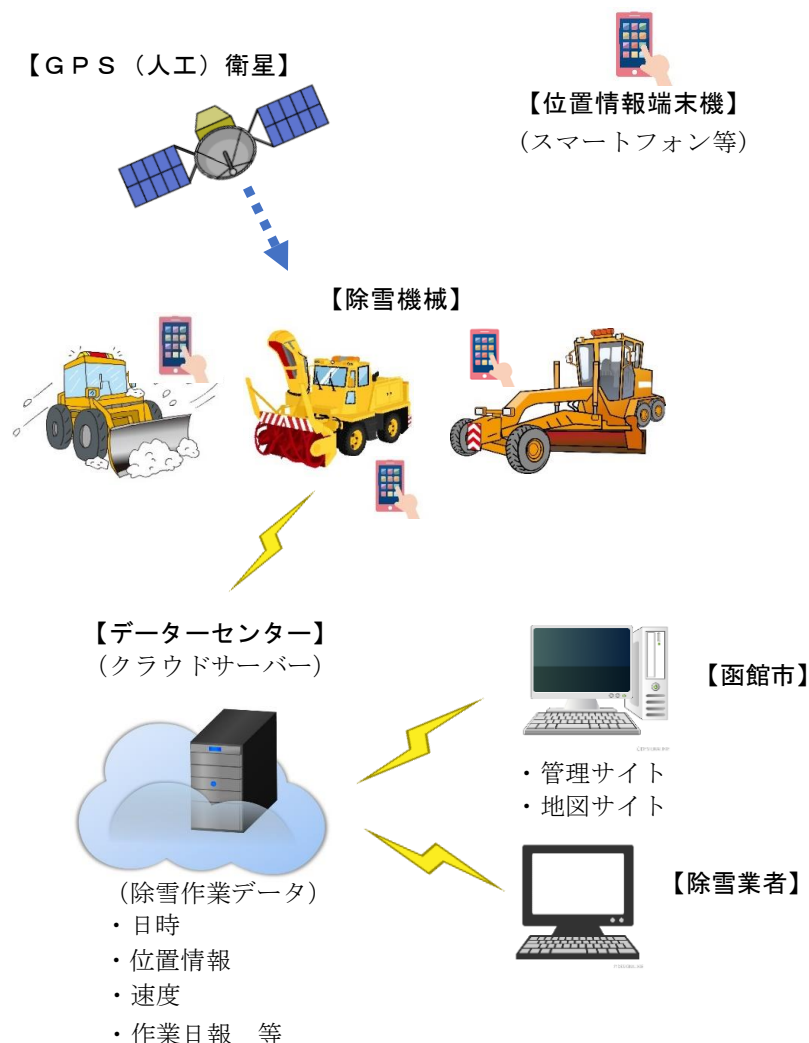 【ＧＰＳ（人工）衛星】
【位置情報端末機】
（スマートフォン等）
【除雪機械】
【データーセンター】
（クラウドサーバー）
【函館市】
・管理サイト
・地図サイト
【除雪業者】
（除雪作業データ）
・日時
・位置情報
・速度
・作業日報　等